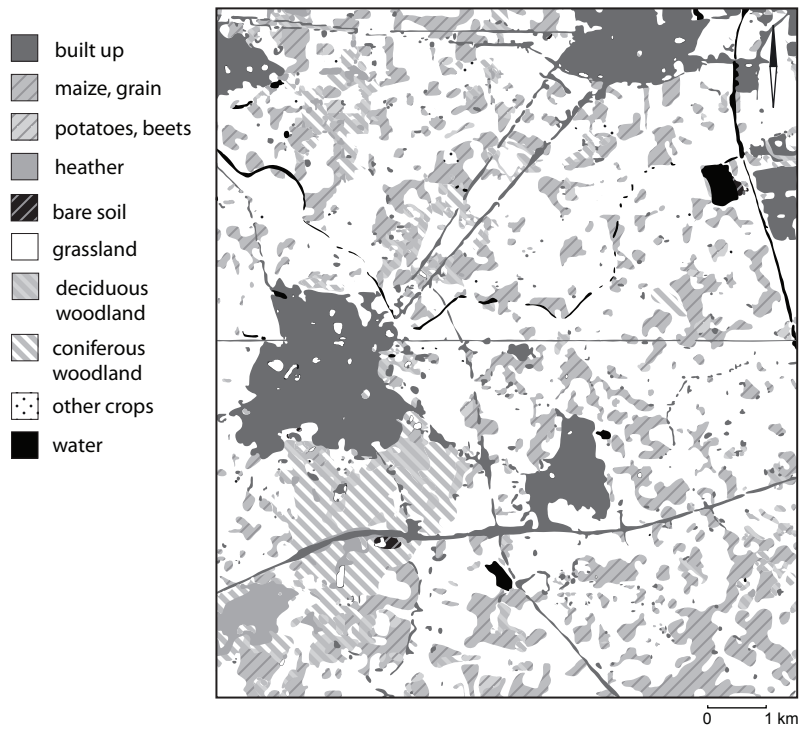 built up
maize, grain
potatoes, beets
heather
bare soil
grassland
deciduous
woodland
coniferous
woodland
other crops
water
0 1 km